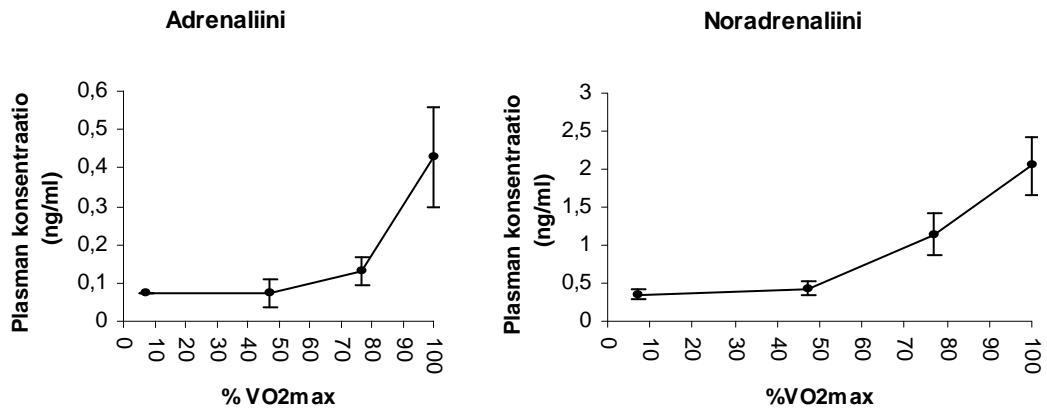 Adrenaliini
Plasman konsentraatio
(ng/ml)
0,6
0,5
0,4
0,3
0,2
0,1
0
0 10 20 30 40 50 60 70 80 90 100
% VO2max
Noradrenaliini
Plasman konsentraatio
(ng/ml)
3
2,5
2
1,5
1
0,5
0
0 10 20 30 40 50 60 70 80 90 100
%VO2max